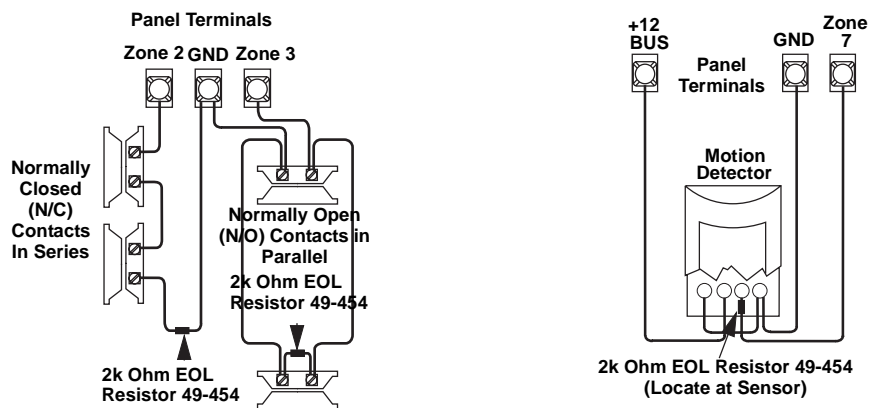 Panel Terminals
Zone 2 GND Zone 3
Normally
Closed
(N/C)
Contacts
In Series
Normally Open
(N/O) Contacts in
Parallel
2k Ohm EOL
Resistor 49-454
2k Ohm EOL
Resistor 49-454
+12
BUS
GND
Zone
7
Panel
Terminals
Motion
Detector
2k Ohm EOL Resistor 49-454
(Locate at Sensor)